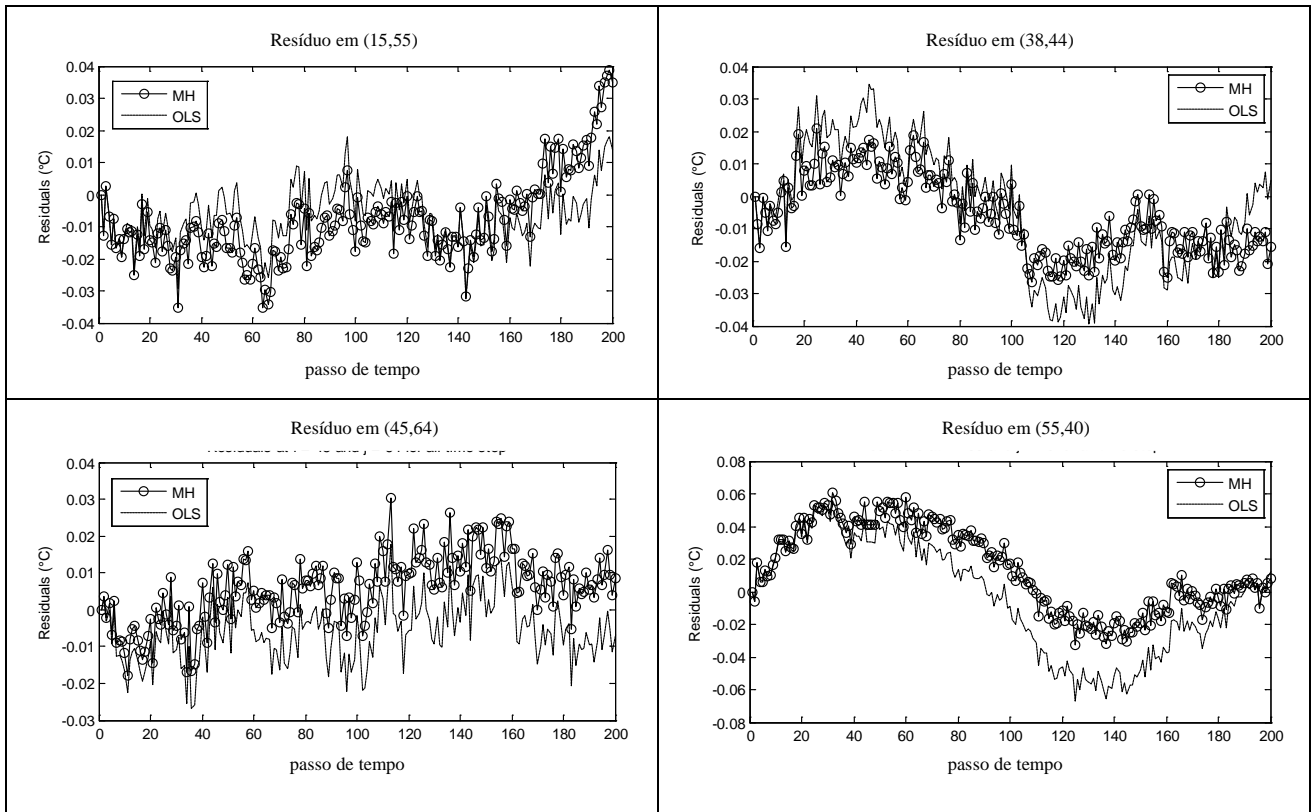 Resíduo em (15,55)
0.04
0.03
0.02
0.01
0
-0.01
-0.02
-0.03
-0.04
Residuals (°C)
MH
OLS
0 20 40 60 80 100 120 140 160 180 200
passo de tempo
Resíduo em (38,44)
0.04
0.03
0.02
0.01
0
-0.01
-0.02
-0.03
-0.04
Residuals (°C)
MH
OLS
0 20 40 60 80 100 120 140 160 180 200
passo de tempo
Resíduo em (45,64)
0.04
0.03
0.02
0.01
0
-0.01
-0.02
-0.03
Residuals (°C)
MH
OLS
0 20 40 60 80 100 120 140 160 180 200
passo de tempo
Resíduo em (55,40)
0.08
0.06
0.04
0.02
0
-0.02
-0.04
-0.06
-0.08
Residuals (°C)
MH
OLS
0 20 40 60 80 100 120 140 160 180 200
passo de tempo